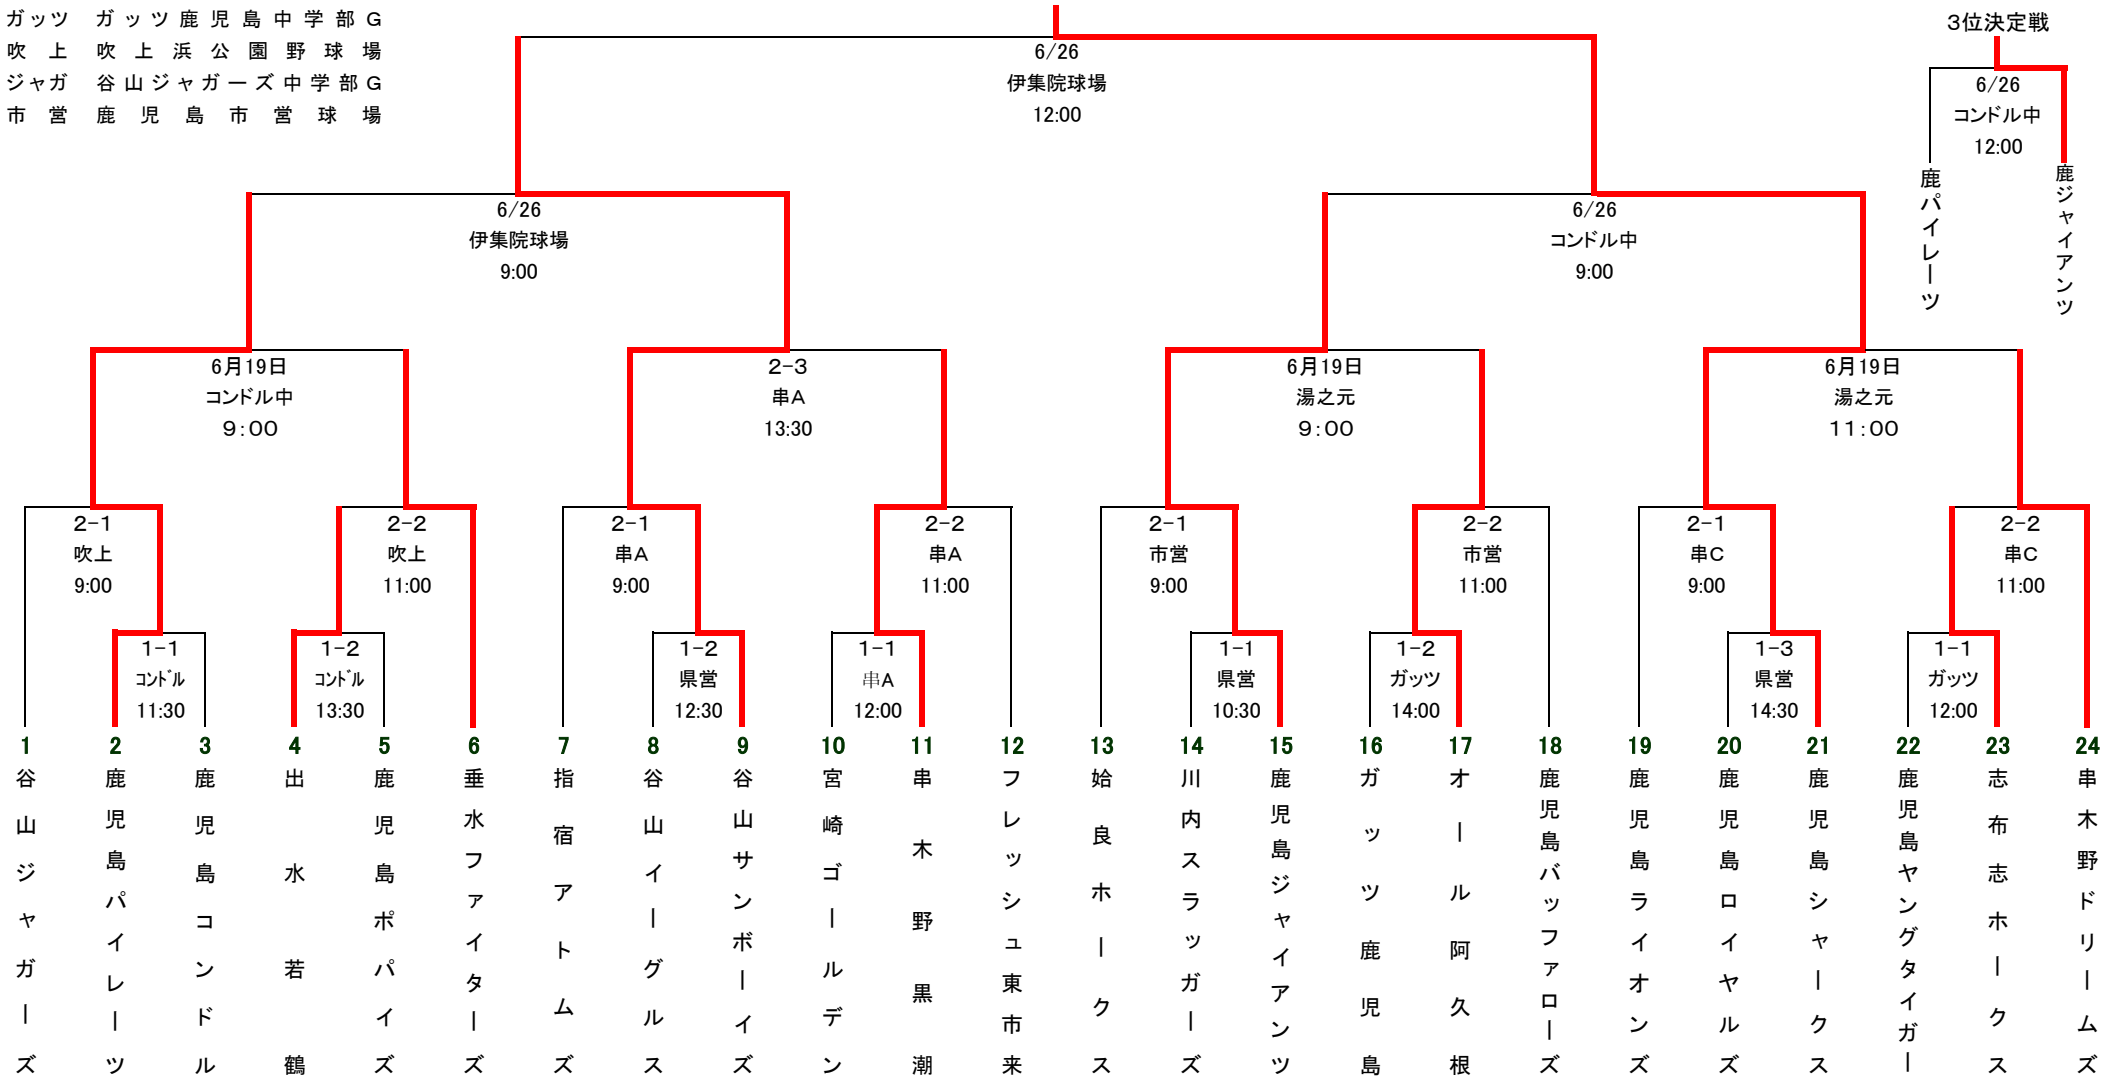 ガッツ ガッツ鹿児島中学部G
吹上 吹上浜公園野球場
ジャガ 谷山ジャガーズ中学部G
市営 鹿児島市営球場
6/26
伊集院球場
12:00
3位決定戦
6/26
コンドル中
12:00
鹿パイレーツ
鹿ジャイアンツ
6/26
伊集院球場
9:00
6/26
コンドル中
9:00
6月19日
コンドル中
9:00
2-3
串A
13:30
6月19日
湯之元
9:00
6月19日
湯之元
11:00
2-1
吹上
9:00
2-2
吹上
11:00
2-1
串A
9:00
2-2
串A
11:00
2-1
市営
9:00
2-2
市営
11:00
2-1
串C
9:00
2-2
串C
11:00
1-1
コンドル
11:30
1-2
コンドル
13:30
1-2
県営
12:30
1-1
串A
12:00
1-1
県営
10:30
1-2
ガッツ
14:00
1-3
県営
14:30
1-1
ガッツ
12:00
1
谷山ジャガーズ
2
鹿児島パイレーツ
3
鹿児島コンドル
4
出水若鶴
5
鹿児島ポパイズ
6
垂水ファイターズ
7
指宿アトムズ
8
谷山イーグルス
9
谷山サンボーイズ
10
宮崎ゴールデン
11
串木野黒潮
12
フレッシュ東市来
13
姶良ホークス
14
川内スラッガーズ
15
鹿児島ジャイアンツ
16
ガッツ鹿児島
17
オール阿久根
18
鹿児島バッファローズ
19
鹿児島ライオンズ
20
鹿児島ロイヤルズ
21
鹿児島シャークス
22
鹿児島ヤングタイガー
23
志布志ホークス
24
串木野ドリームズ